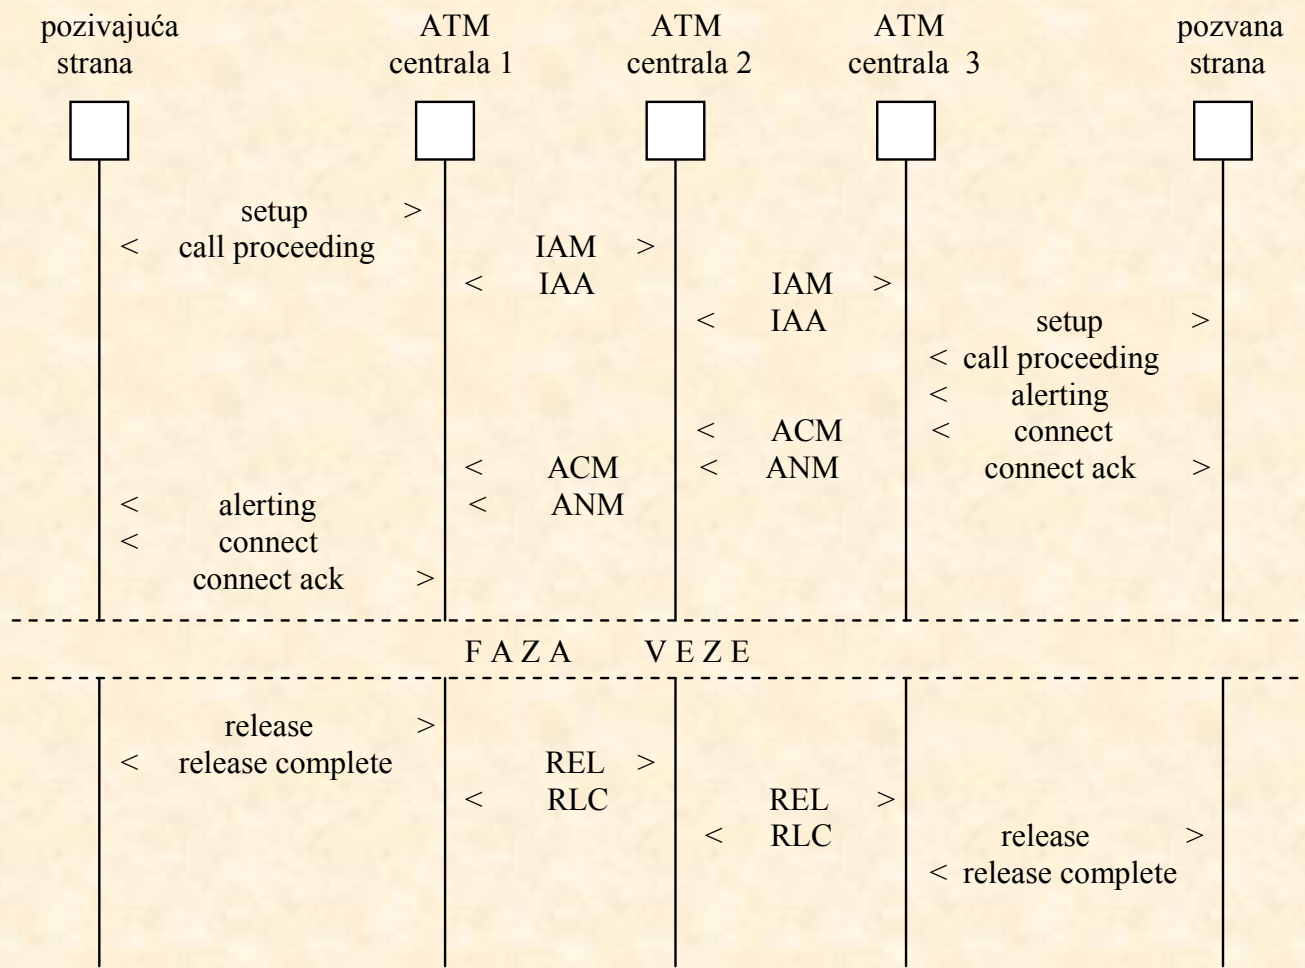 pozivajuća ATM ATM ATM pozvana
strana centrala 1 centrala 2 centrala 3 strana
setup >
< call proceeding IAM >
< IAA IAM >
< IAA setup >
< call proceeding
< alerting
< ACM < connect
< ACM < ANM connect ack >
< alerting < ANM
< connect
connect ack >
FAZA VEZE
release >
< release complete REL >
< RLC REL >
< RLC release >
< release complete